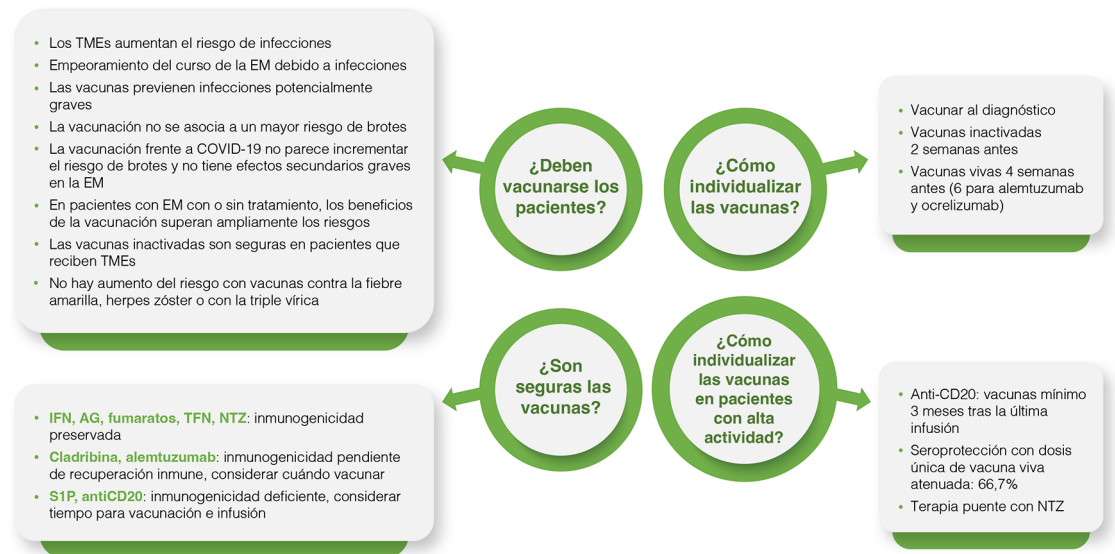 • Los TMEs aumentan el riesgo de infecciones
• Empeoramiento del curso de la EM debido a infecciones
• Las vacunas previenen infecciones potencialmente
graves
• La vacunación no se asocia a un mayor riesgo de brotes
• La vacunación frente a COVID-19 no parece incrementar
el riesgo de brotes y no tiene efectos secundarios graves
en la EM
• En pacientes con EM con o sin tratamiento, los beneficios
de la vacunación superan ampliamente los riesgos
• Las vacunas inactivadas son seguras en pacientes que
reciben TMEs
• No hay aumento del riesgo con vacunas contra la fiebre
amarilla, herpes zóster o con la triple vírica
¿Deben
vacunarse los
pacientes?
¿Cómo
individualizar
las vacunas?
• Vacunar al diagnóstico
• Vacunas inactivadas
2 semanas antes
• Vacunas vivas 4 semanas
antes (6 para alemtuzumab
y ocrelizumab)
• IFN, AG, fumaratos, TFN, NTZ: inmunogenicidad
preservada
• Cladribina, alemtuzumab: inmunogenicidad pendiente
de recuperación inmune, considerar cuándo vacunar
• S1P, antiCD20: inmunogenicidad deficiente, considerar
tiempo para vacunación e infusión
¿Son
seguras las
vacunas?
¿Cómo
individualizar
las vacunas
en pacientes
con alta
actividad?
• Anti-CD20: vacunas mínimo
3 meses tras la última
infusión
• Seroprotección con dosis
única de vacuna viva
atenuada: 66,7%
• Terapia puente con NTZ